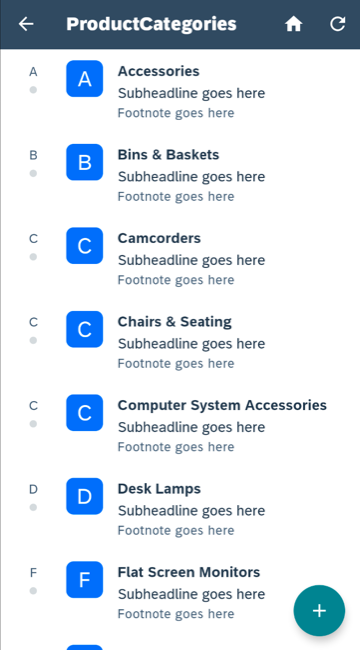 ProductCategories
A
A
Accessories
Subheadline goes here
Footnote goes here
B
B
Bins & Baskets
Subheadline goes here
Footnote goes here
C
C
Camcorders
Subheadline goes here
Footnote goes here
C
C
Chairs & Seating
Subheadline goes here
Footnote goes here
C
C
Computer System Accessories
Subheadline goes here
Footnote goes here
D
D
Desk Lamps
Subheadline goes here
Footnote goes here
F
F
Flat Screen Monitors
Subheadline goes here
Footnote goes here